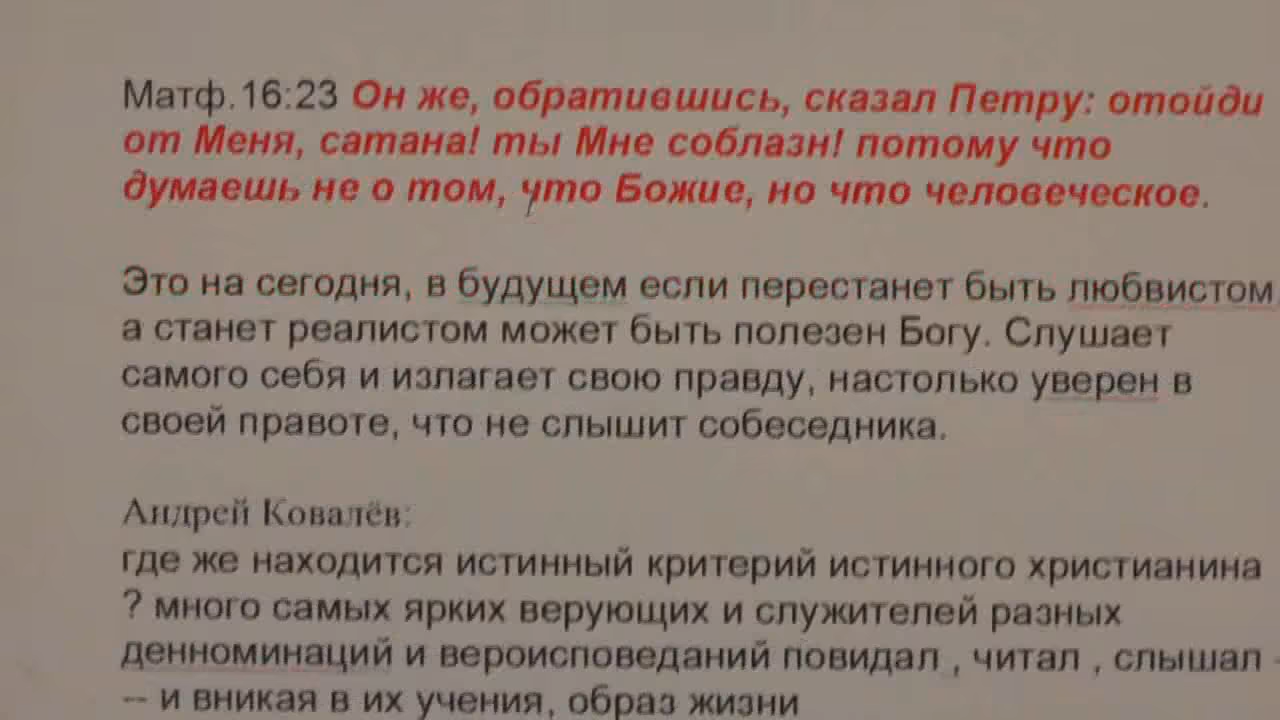 Матф.16:23 Он же, обратившись, сказал Петру: отойди
от Меня, сатана! ты Мне соблазн! потому что
думаешь не о том, что Божие, но что человеческое.
Это на сегодня, в будущем если перестанет быть любвистом
а станет реалистом может быть полезен Богу. Слушает
самого себя и излагает свою правду, настолько уверен в
своей правоте, что не слышит собеседника.
Андрей Ковалёв:
где же находится истинный критерий истинного христианина
? много самых ярких верующих и служителей разных
денноминаций и вероисповеданий повидал , читал , слышал -
-- и вникая в их учения, образ жизни